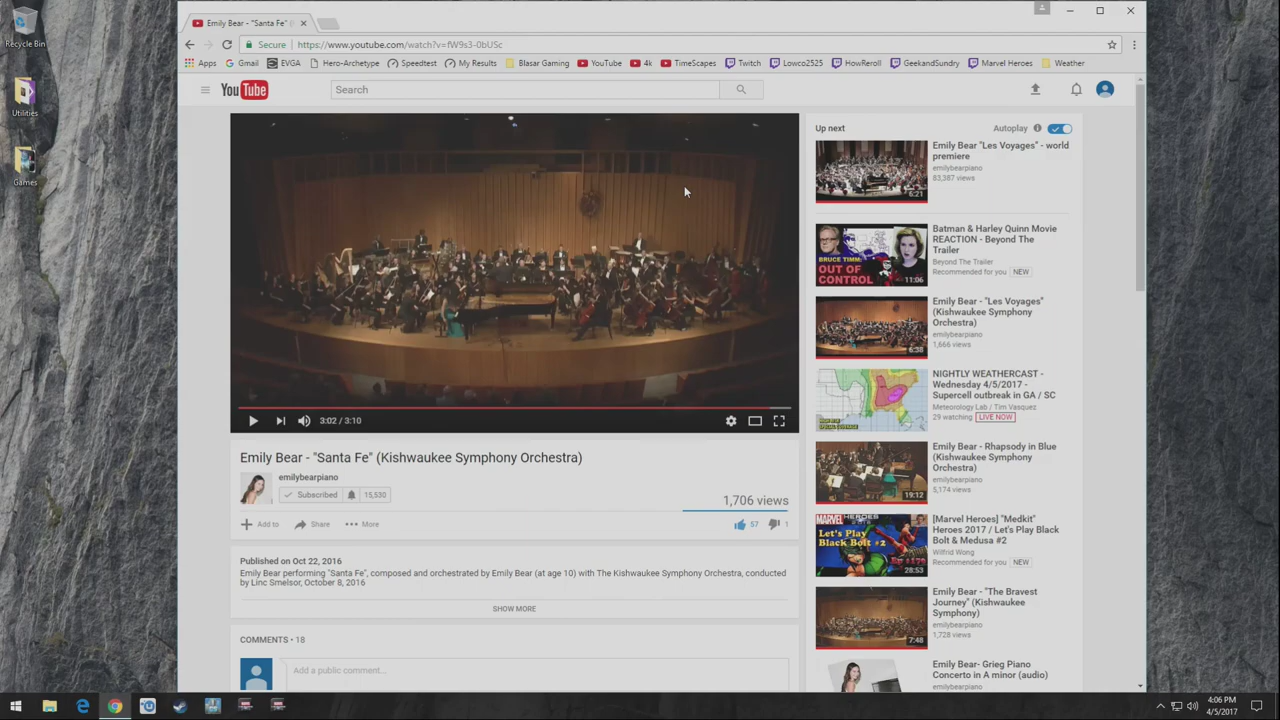 Recycle Bin
Utilities
Games
Emily Bear - "Santa Fe" (
Secure https://www.youtube.com/watch?v=fW9s3-0bUSc
Apps Gmail EVGA Hero-Archetype Speedtest My Results Blasar Gaming YouTube 4k TimeScapes Twitch Lowco2525 HowReroll GeekandSundry Marvel Heroes Weather
YouTube
Search
3:02 / 3:10
Emily Bear - "Santa Fe" (Kishwaukee Symphony Orchestra)
emilybearpiano
Subscribed 15,530
1,706 views
Add to Share More 57 1
Published on Oct 22, 2016
Emily Bear performing "Santa Fe", composed and orchestrated by Emily Bear (at age 10) with The Kishwaukee Symphony Orchestra, conducted
by Linc Smelsor, October 8, 2016
SHOW MORE
COMMENTS • 18
Add a public comment...
Up next Autoplay
6:21
Emily Bear "Les Voyages" - world
premiere
emilybearpiano
83,387 views
BRUCE TIMM:
OUT OF
CONTROL
11:06
Batman & Harley Quinn Movie
REACTION - Beyond The
Trailer
Beyond The Trailer
Recommended for you NEW
6:38
Emily Bear - "Les Voyages"
(Kishwaukee Symphony
Orchestra)
emilybearpiano
1,666 views
NIGHTLY WEATHERCAST -
Wednesday 4/5/2017 -
Supercell outbreak in GA / SC
Meteorology Lab / Tim Vasquez
29 watching LIVE NOW
19:12
Emily Bear - Rhapsody in Blue
(Kishwaukee Symphony
Orchestra)
emilybearpiano
5,174 views
MARVEL HEROES
Let's Play
Black Bolt #2
28:53
[Marvel Heroes] "Medkit"
Heroes 2017 / Let's Play Black
Bolt & Medusa #2
Wilfrid Wong
Recommended for you NEW
7:48
Emily Bear - "The Bravest
Journey" (Kishwaukee
Symphony)
emilybearpiano
1,728 views
Emily Bear- Grieg Piano
Concerto in A minor (audio)
emilybearpiano
4:06 PM
4/5/2017